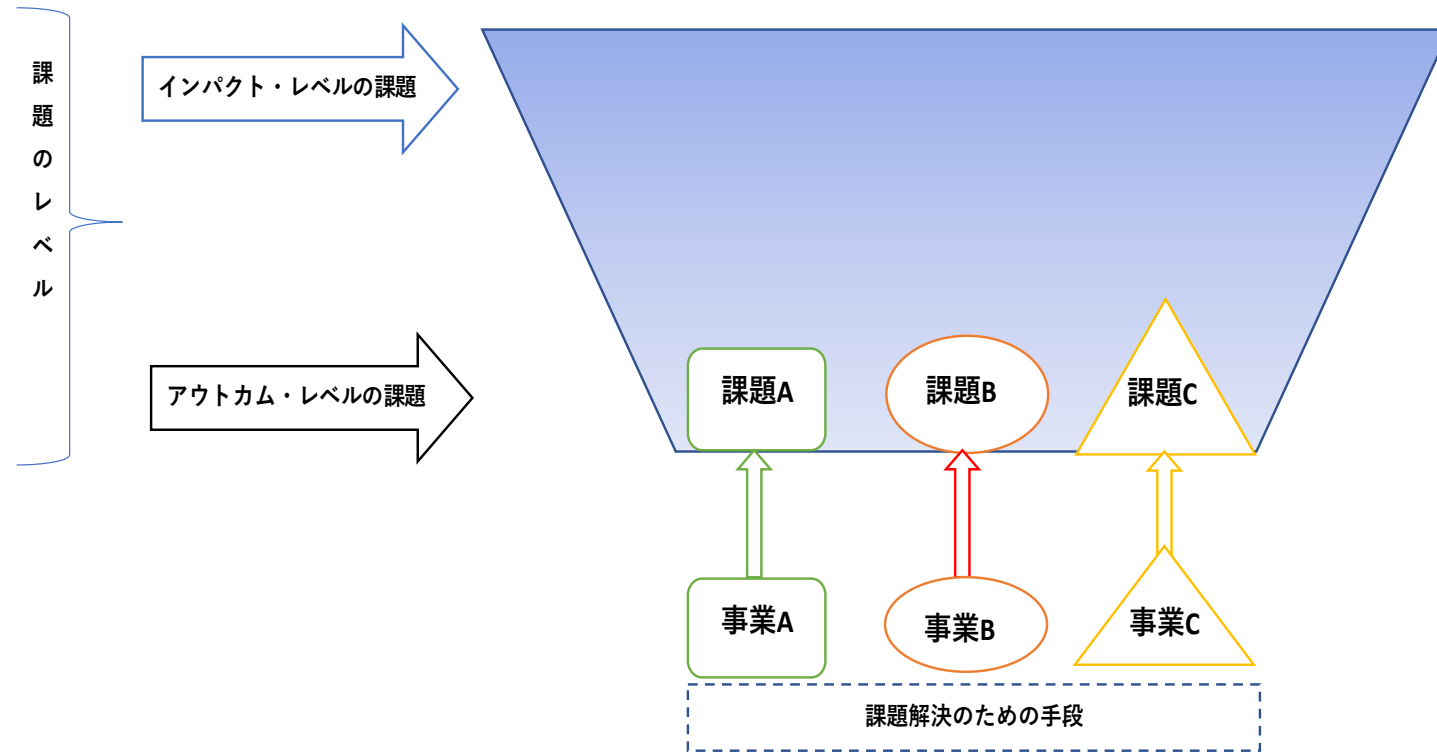 課題のレベル
インパクト・レベルの課題
アウトカム・レベルの課題
課題A
課題B
課題C
事業A
事業B
事業C
課題解決のための手段